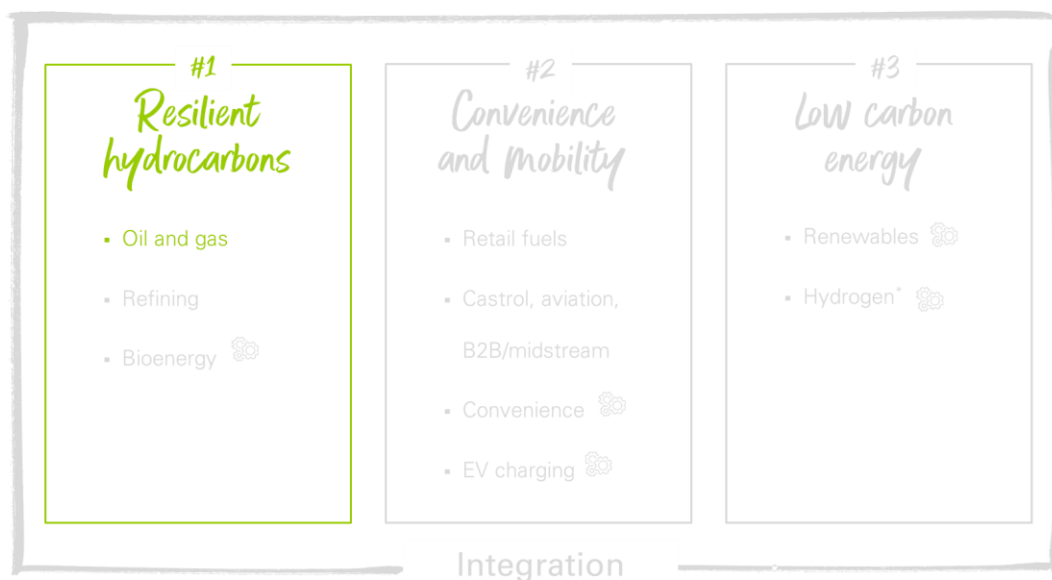 #1
Resilient
hydrocarbons
▪ Oil and gas
▪ Refining
▪ Bioenergy
#2
Convenience
and mobility
▪ Retail fuels
▪ Castrol, aviation,
B2B/midstream
▪ Convenience
▪ EV charging
#3
Low carbon
energy
▪ Renewables
▪ Hydrogen*
Integration